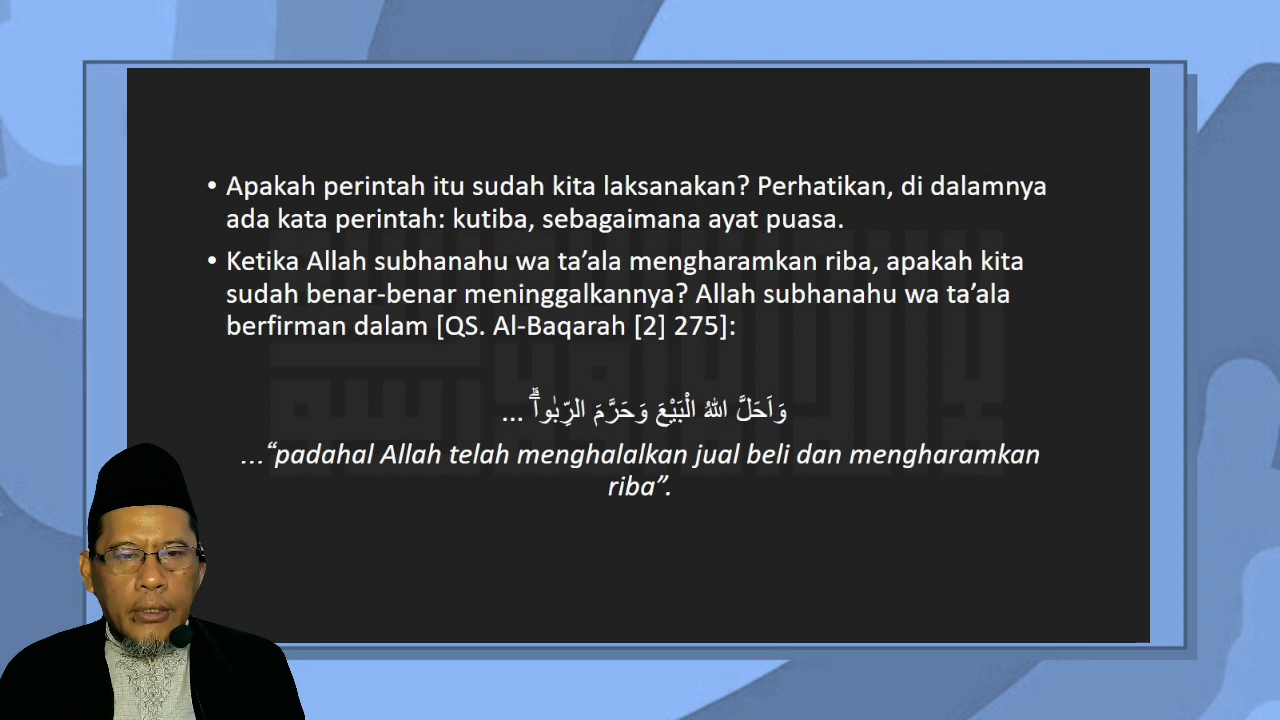 • Apakah perintah itu sudah kita laksanakan? Perhatikan, di dalamnya
ada kata perintah: kutiba, sebagaimana ayat puasa.
• Ketika Allah subhanahu wa ta’ala mengharamkan riba, apakah kita
sudah benar-benar meninggalkannya? Allah subhanahu wa ta’ala
berfirman dalam [QS. Al-Baqarah [2] 275]:
وَاَحَلَّ اللّٰهُ الْبَيْعَ وَحَرَّمَ الرِّبٰواۗ ...
...“padahal Allah telah menghalalkan jual beli dan mengharamkan
riba”.